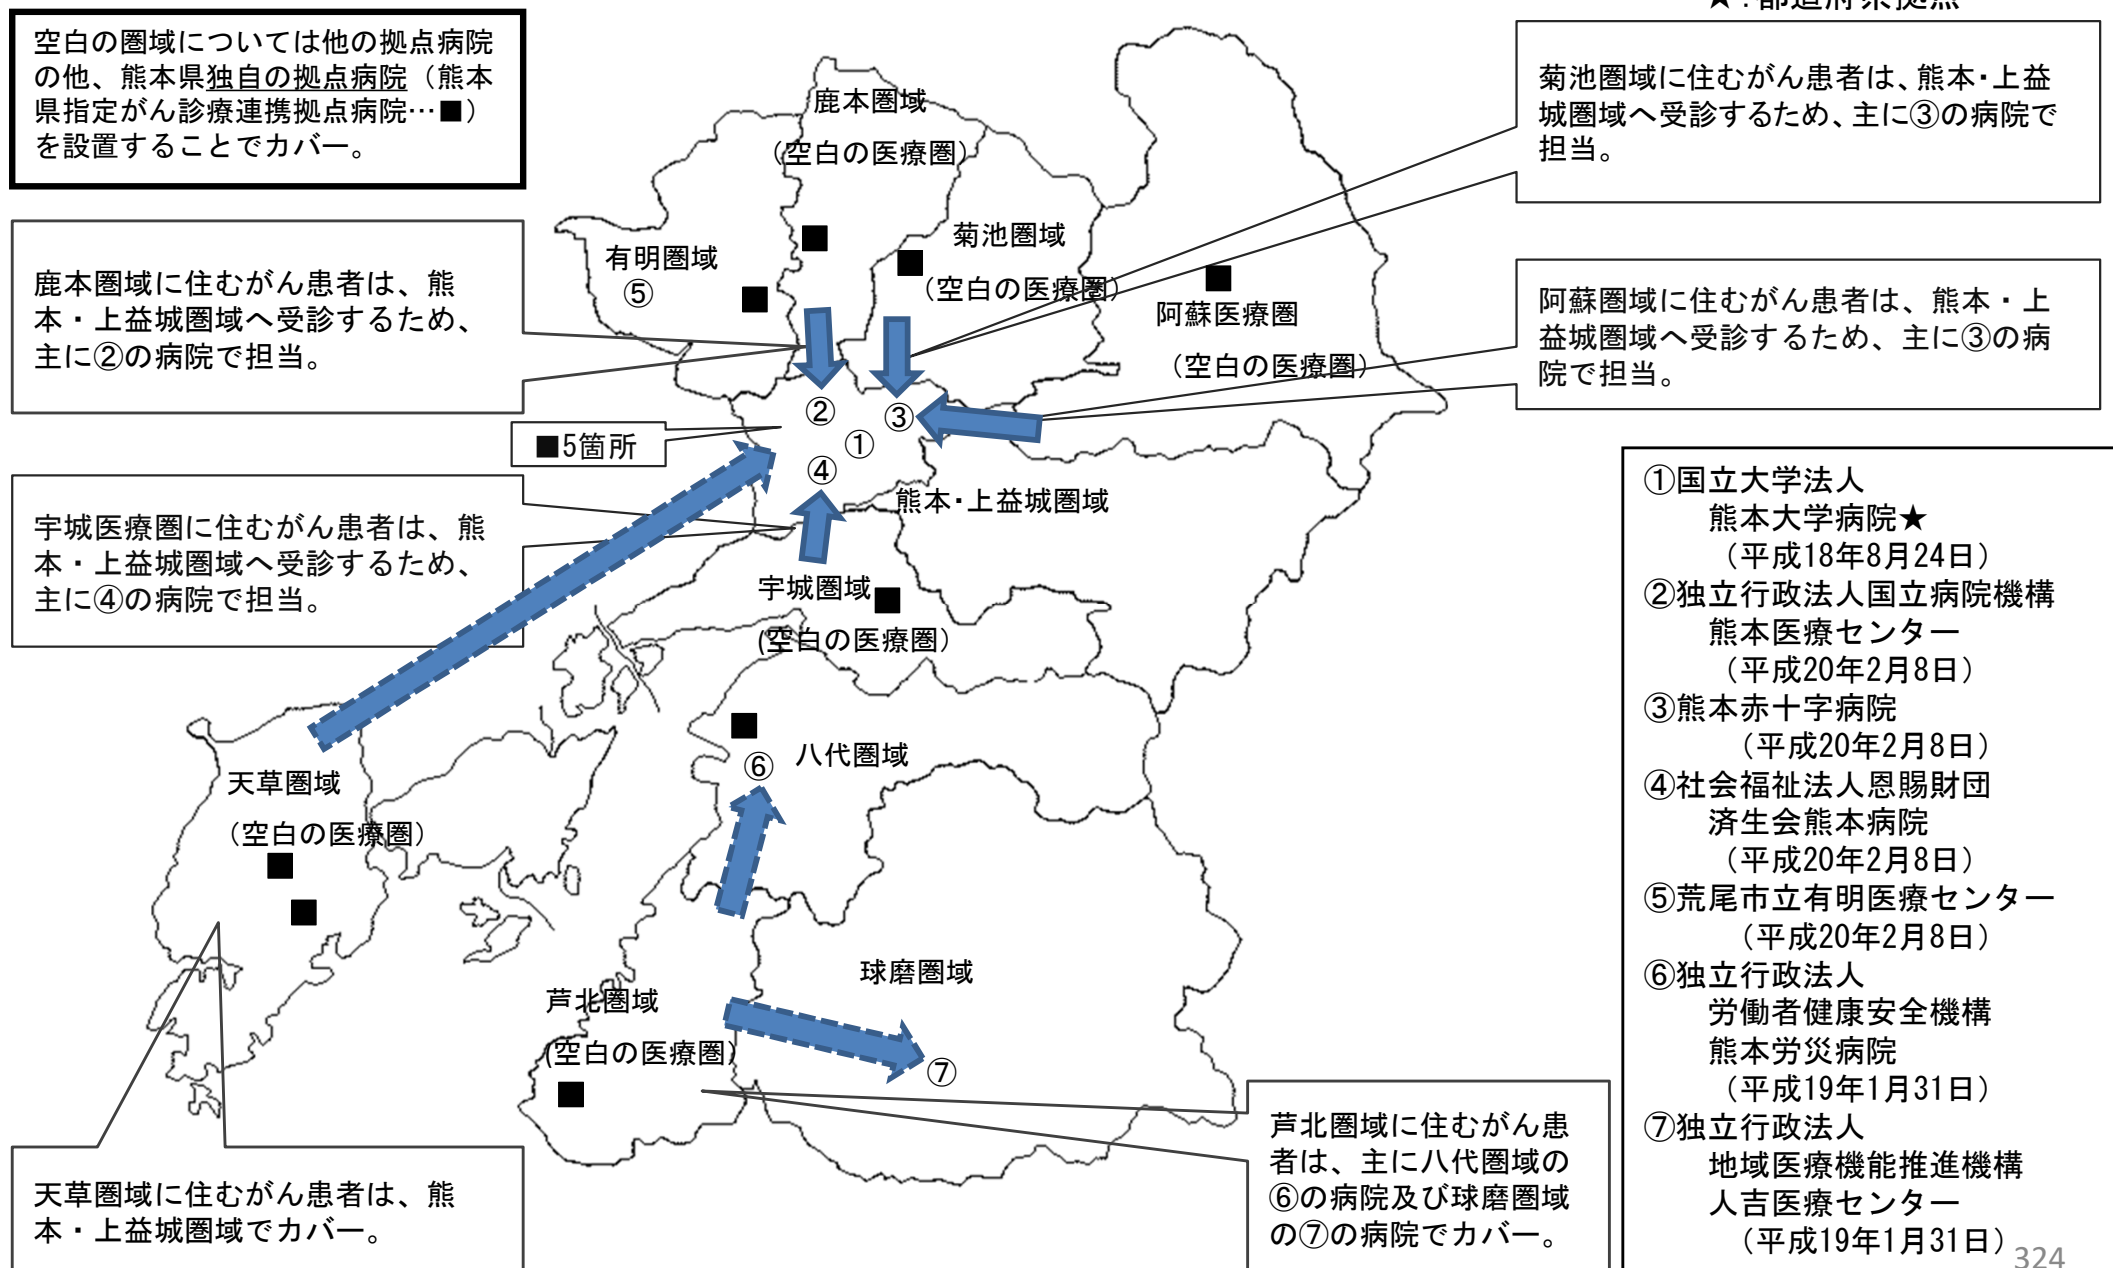 ★:都道府県拠点
空白の圏域については他の拠点病院
の他、熊本県独自の拠点病院（熊本
県指定がん診療連携拠点病院…■）
を設置することでカバー。
菊池圏域に住むがん患者は、熊本・上益
城圏域へ受診するため、主に③の病院で
担当。
鹿本圏域
（空白の医療圏）
■
有明圏域
⑤
■
菊池圏域
■
（空白の医療圏）
■
阿蘇医療圏
（空白の医療圏）
鹿本圏域に住むがん患者は、熊
本・上益城圏域へ受診するため、
主に②の病院で担当。
阿蘇圏域に住むがん患者は、熊本・上
益城圏域へ受診するため、主に③の病
院で担当。
②
③
①
④
■5箇所
熊本・上益城圏域
宇城医療圏に住むがん患者は、熊
本・上益城圏域へ受診するため、
主に④の病院で担当。
宇城圏域■
（空白の医療圏）
■
⑥
八代圏域
天草圏域
（空白の医療圏）
■
■
球磨圏域
芦北圏域
（空白の医療圏）
■
⑦
天草圏域に住むがん患者は、熊
本・上益城圏域でカバー。
芦北圏域に住むがん患
者は、主に八代圏域の
⑥の病院及び球磨圏域
の⑦の病院でカバー。
①国立大学法人
熊本大学病院★
（平成18年8月24日）
②独立行政法人国立病院機構
熊本医療センター
（平成20年2月8日）
③熊本赤十字病院
（平成20年2月8日）
④社会福祉法人恩賜財団
済生会熊本病院
（平成20年2月8日）
⑤荒尾市立有明医療センター
（平成20年2月8日）
⑥独立行政法人
労働者健康安全機構
熊本労災病院
（平成19年1月31日）
⑦独立行政法人
地域医療機能推進機構
人吉医療センター
（平成19年1月31日）
324